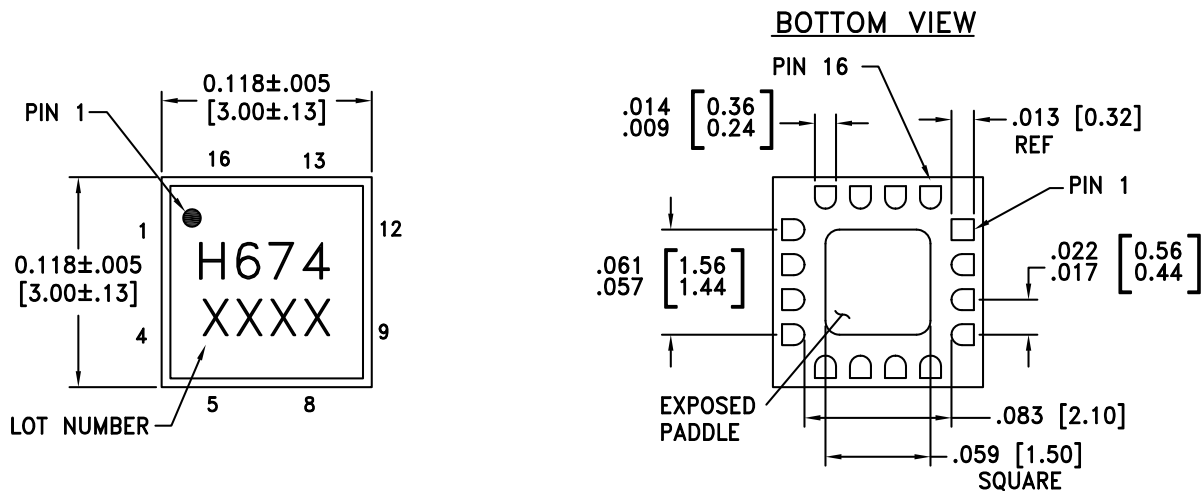 BOTTOM VIEW
PIN 1
0.118±.005
[3.00±.13]
16 13
1
12
0.118±.005
[3.00±.13]
H674
XXXX
4
9
5 8
LOT NUMBER
PIN 16
.014 [0.36
.009 0.24]
.013 [0.32]
REF
PIN 1
.061 [1.56
.057 1.44]
.022 [0.56
.017 0.44]
EXPOSED
PADDLE
.083 [2.10]
.059 [1.50]
SQUARE